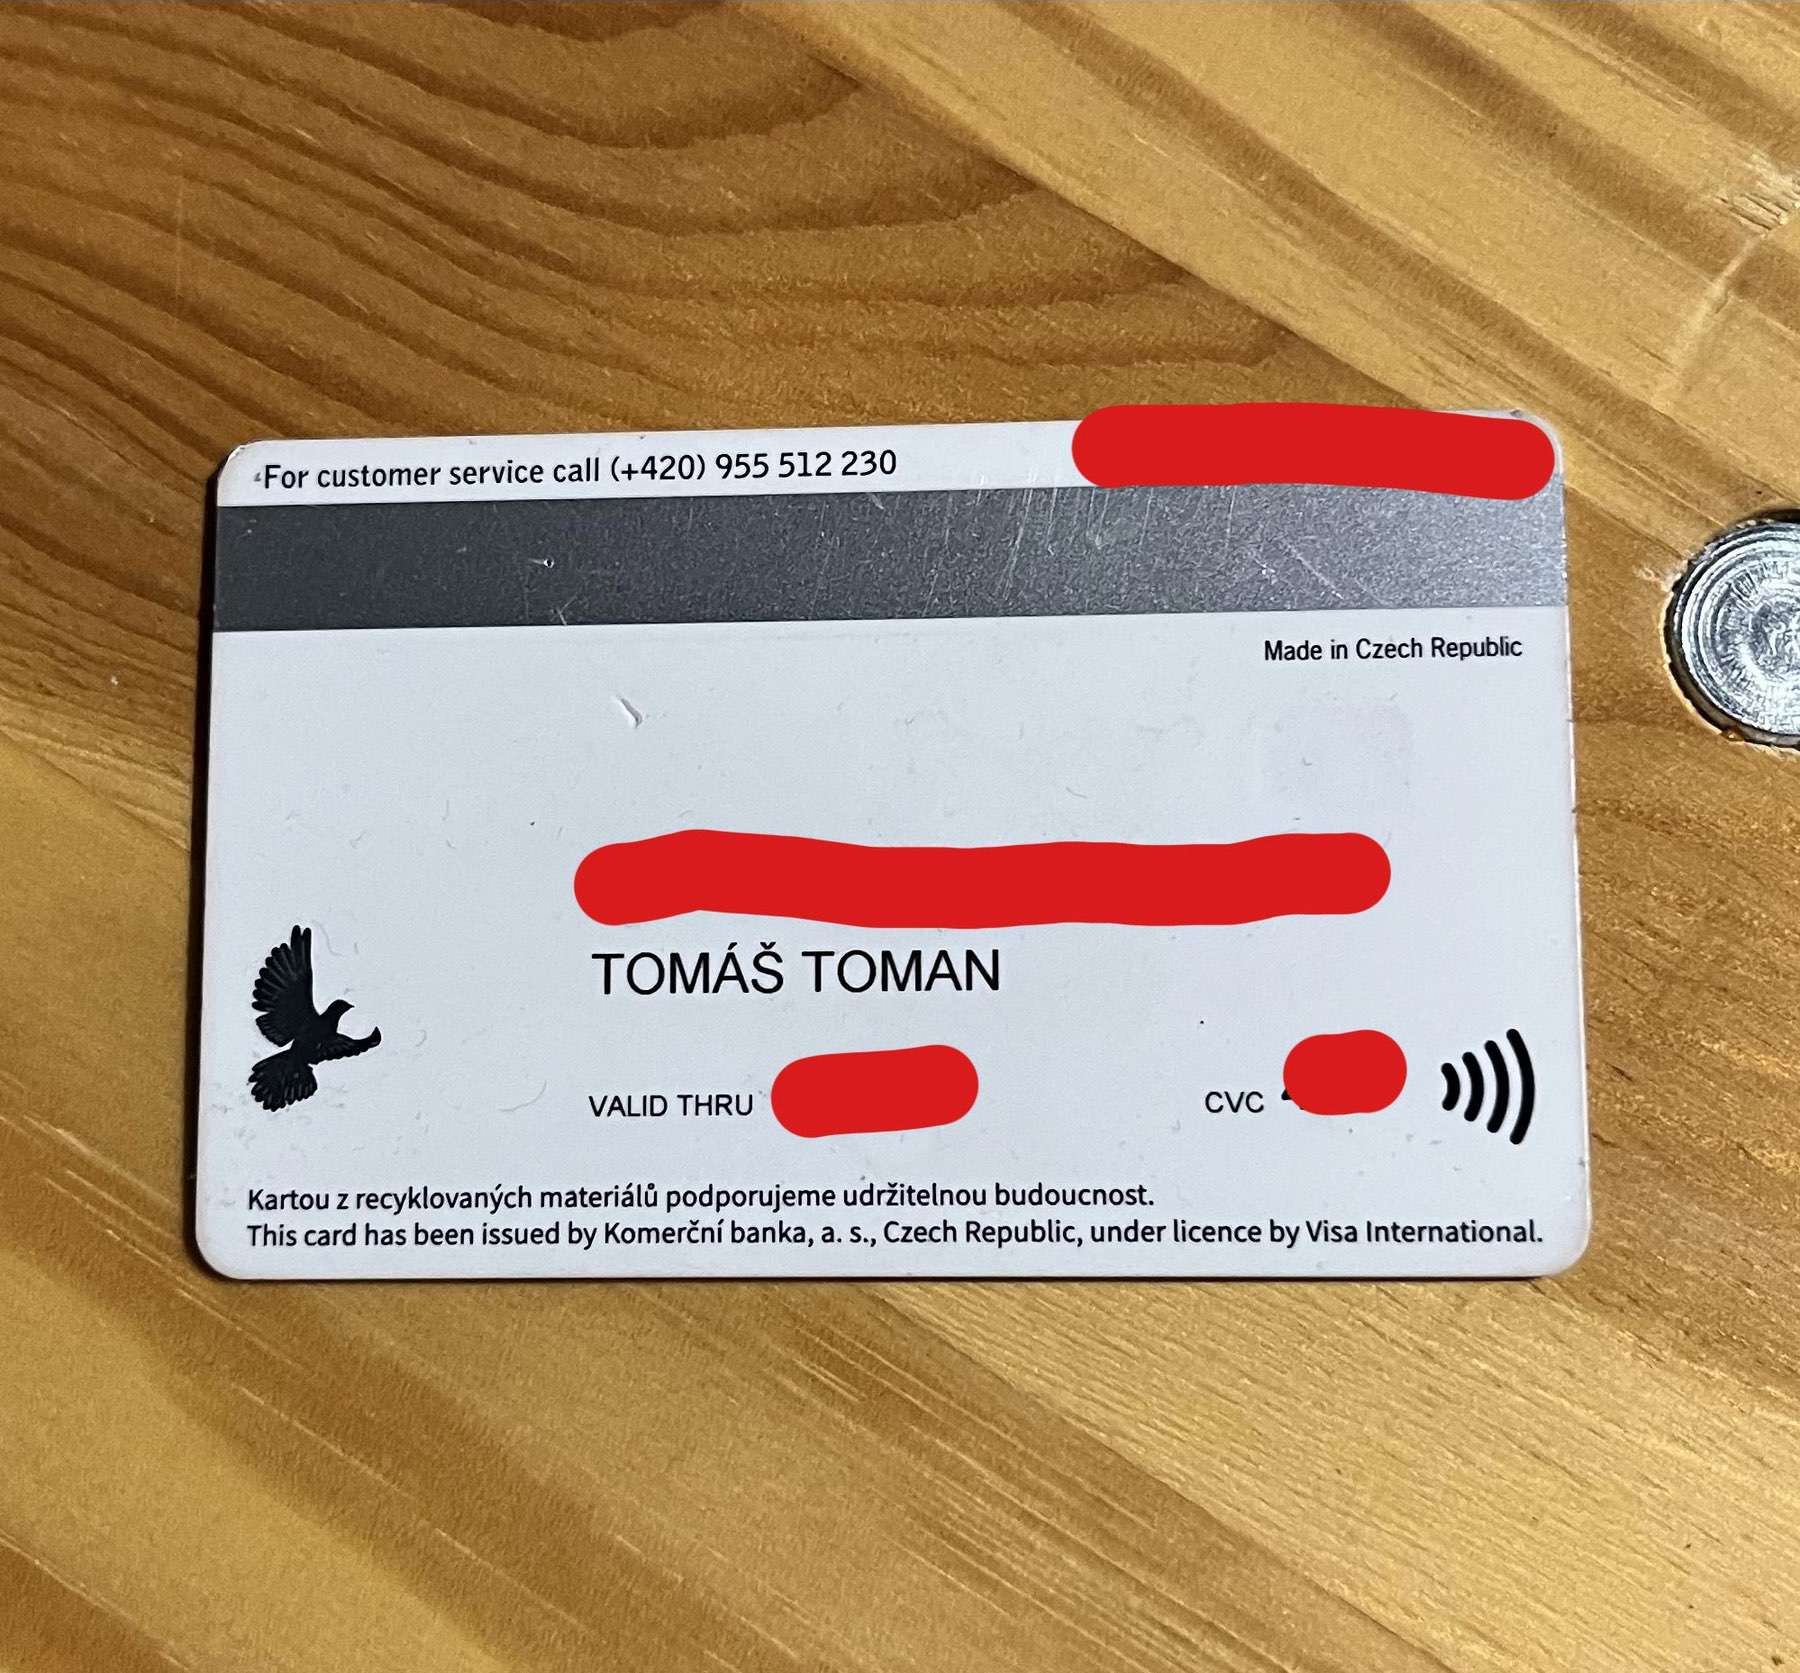 For customer service call (+420) 955 512 230
Made in Czech Republic
TOMÁŠ TOMAN
VALID THRU
CVC
Kartou z recyklovaných materiálů podporujeme udržitelnou budoucnost.
This card has been issued by Komerční banka, a. s., Czech Republic, under licence by Visa International.